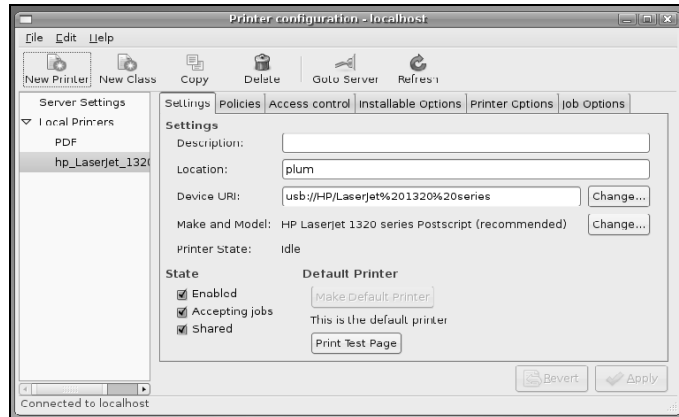 Printer configuration - localhost
File Edit Help
New Printer New Class Copy Delete Goto Server Refresh
Server Settings
Local Printers
PDF
hp_LaserJet_1320
Settings Policies Access control Installable Options Printer Options Job Options
Settings
Description:
Location: plum
Device URI: usb://HP/LaserJet%201320%20series Change...
Make and Model: HP LaserJet 1320 series Postscript (recommended) Change...
Printer State: Idle
State Default Printer
Enabled
Make Default Printer
Accepting jobs
This is the default printer
Shared
Print Test Page
Revert Apply
Connected to localhost